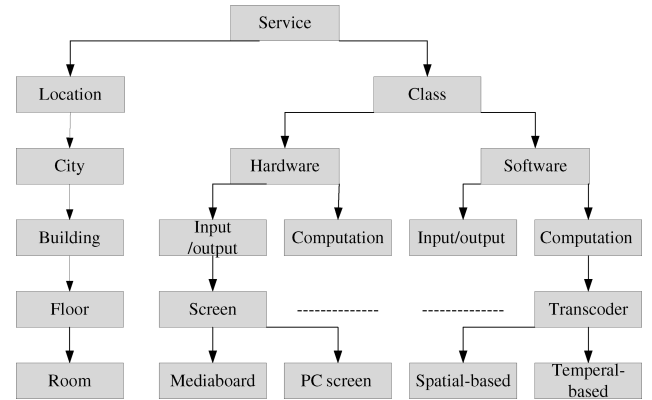 Service
Location
Class
City
Hardware
Software
Building
Input
/output
Computation
Input/output
Computation
Floor
Screen
Transcoder
Room
Mediaboard
PC screen
Spatial-based
Temperal-
based